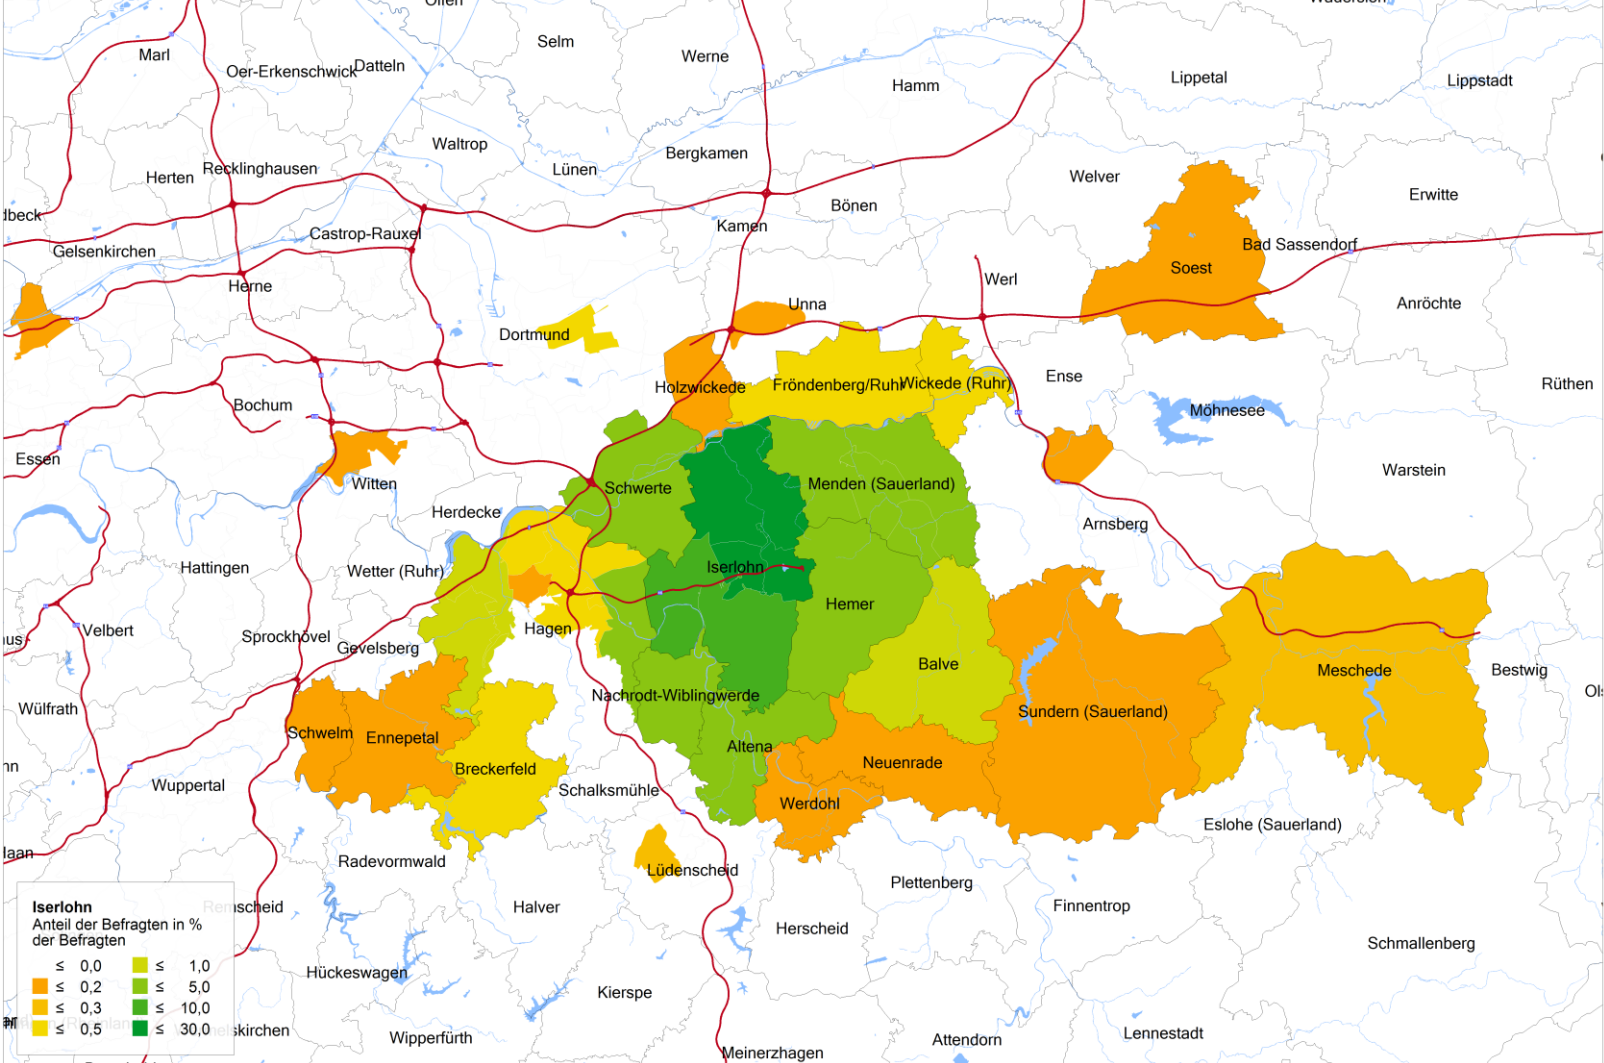 Selm
Werne
Marl
Oer-Erkenschwick
Datteln
Hamm
Lippetal
Lippstadt
Waltrop
Bergkamen
Lünen
Recklinghausen
Herten
Welver
Erwitte
Bönen
Kamen
Castrop-Rauxel
Gelsenkirchen
Bad Sassendorf
Soest
Herne
Werl
Unna
Anröchte
Dortmund
Holzwickede
Fröndenberg/Ruhr
Wickede (Ruhr)
Ense
Rüthen
Bochum
Möhnesee
Essen
Witten
Schwerte
Menden (Sauerland)
Warstein
Herdecke
Arnsberg
Hattingen
Wetter (Ruhr)
Iserlohn
Hemer
Velbert
Sprockhövel
Gevelsberg
Hagen
Balve
Meschede
Bestwig
Nachrodt-Wiblingwerde
Wülfrath
Schwelm
Ennepetal
Altena
Sundern (Sauerland)
Neuenrade
Breckerfeld
Wuppertal
Schalksmühle
Werdohl
Eslohe (Sauerland)
Radevormwald
Lüdenscheid
Plettenberg
Halver
Finnentrop
Herscheid
Schmallenberg
Hückeswagen
Kierspe
Wipperfürth
Attendorn
Lennestadt
Meinerzhagen
Iserlohn
Anteil der Befragten in %
der Befragten
≤ 0,0
≤ 0,2
≤ 0,3
≤ 0,5
≤ 1,0
≤ 5,0
≤ 10,0
≤ 30,0